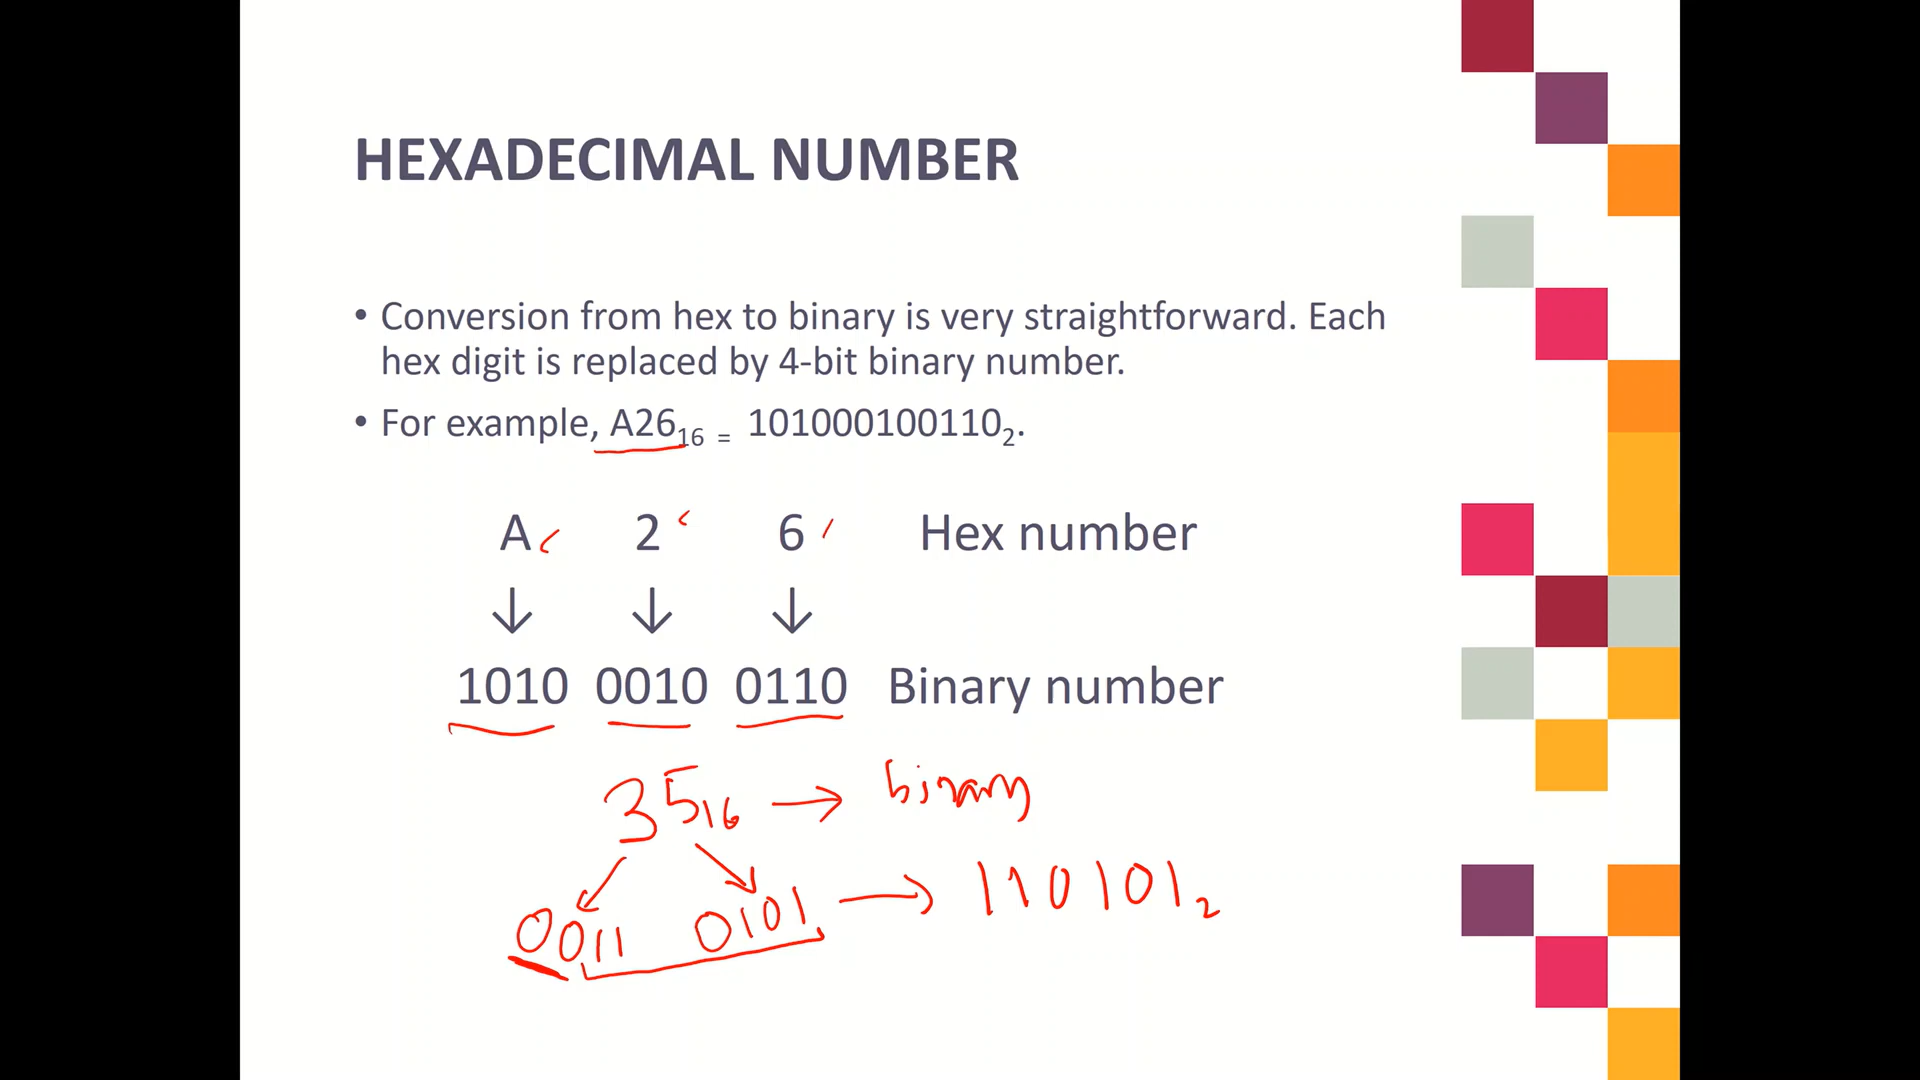 HEXADECIMAL NUMBER
• Conversion from hex to binary is very straightforward. Each
hex digit is replaced by 4-bit binary number.
• For example, A26₁₆ = 101000100110₂.
A 2 6 Hex number
↓ ↓ ↓
1010 0010 0110 Binary number
35₁₆ → binary
0011 0101 → 110101₂